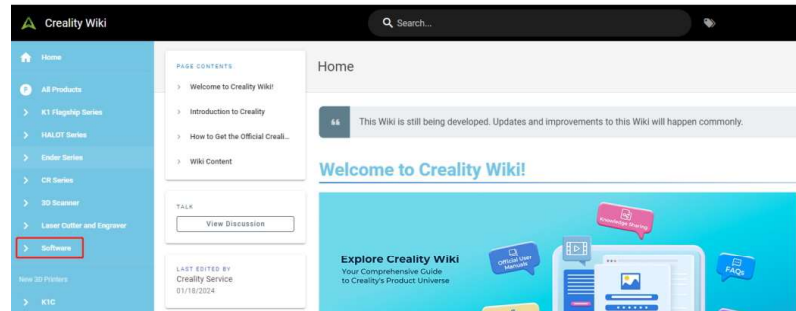 Creality Wiki
Search...
Home
All Products
K1 Flagship Series
HALOT Series
Ender Series
CR Series
3D Scanner
Laser Cutter and Engraver
Software
New 3D Printers
K1C
PAGE CONTENTS
Welcome to Creality Wiki!
Introduction to Creality
How to Get the Official Creali...
Wiki Content
TALK
View Discussion
LAST EDITED BY
Creality Service
01/18/2024
Home
This Wiki is still being developed. Updates and improvements to this Wiki will happen commonly.
Welcome to Creality Wiki!
Explore Creality Wiki
Your Comprehensive Guide
to Creality's Product Universe
Official User
Manuals
Knowledge Sharing
FAQs